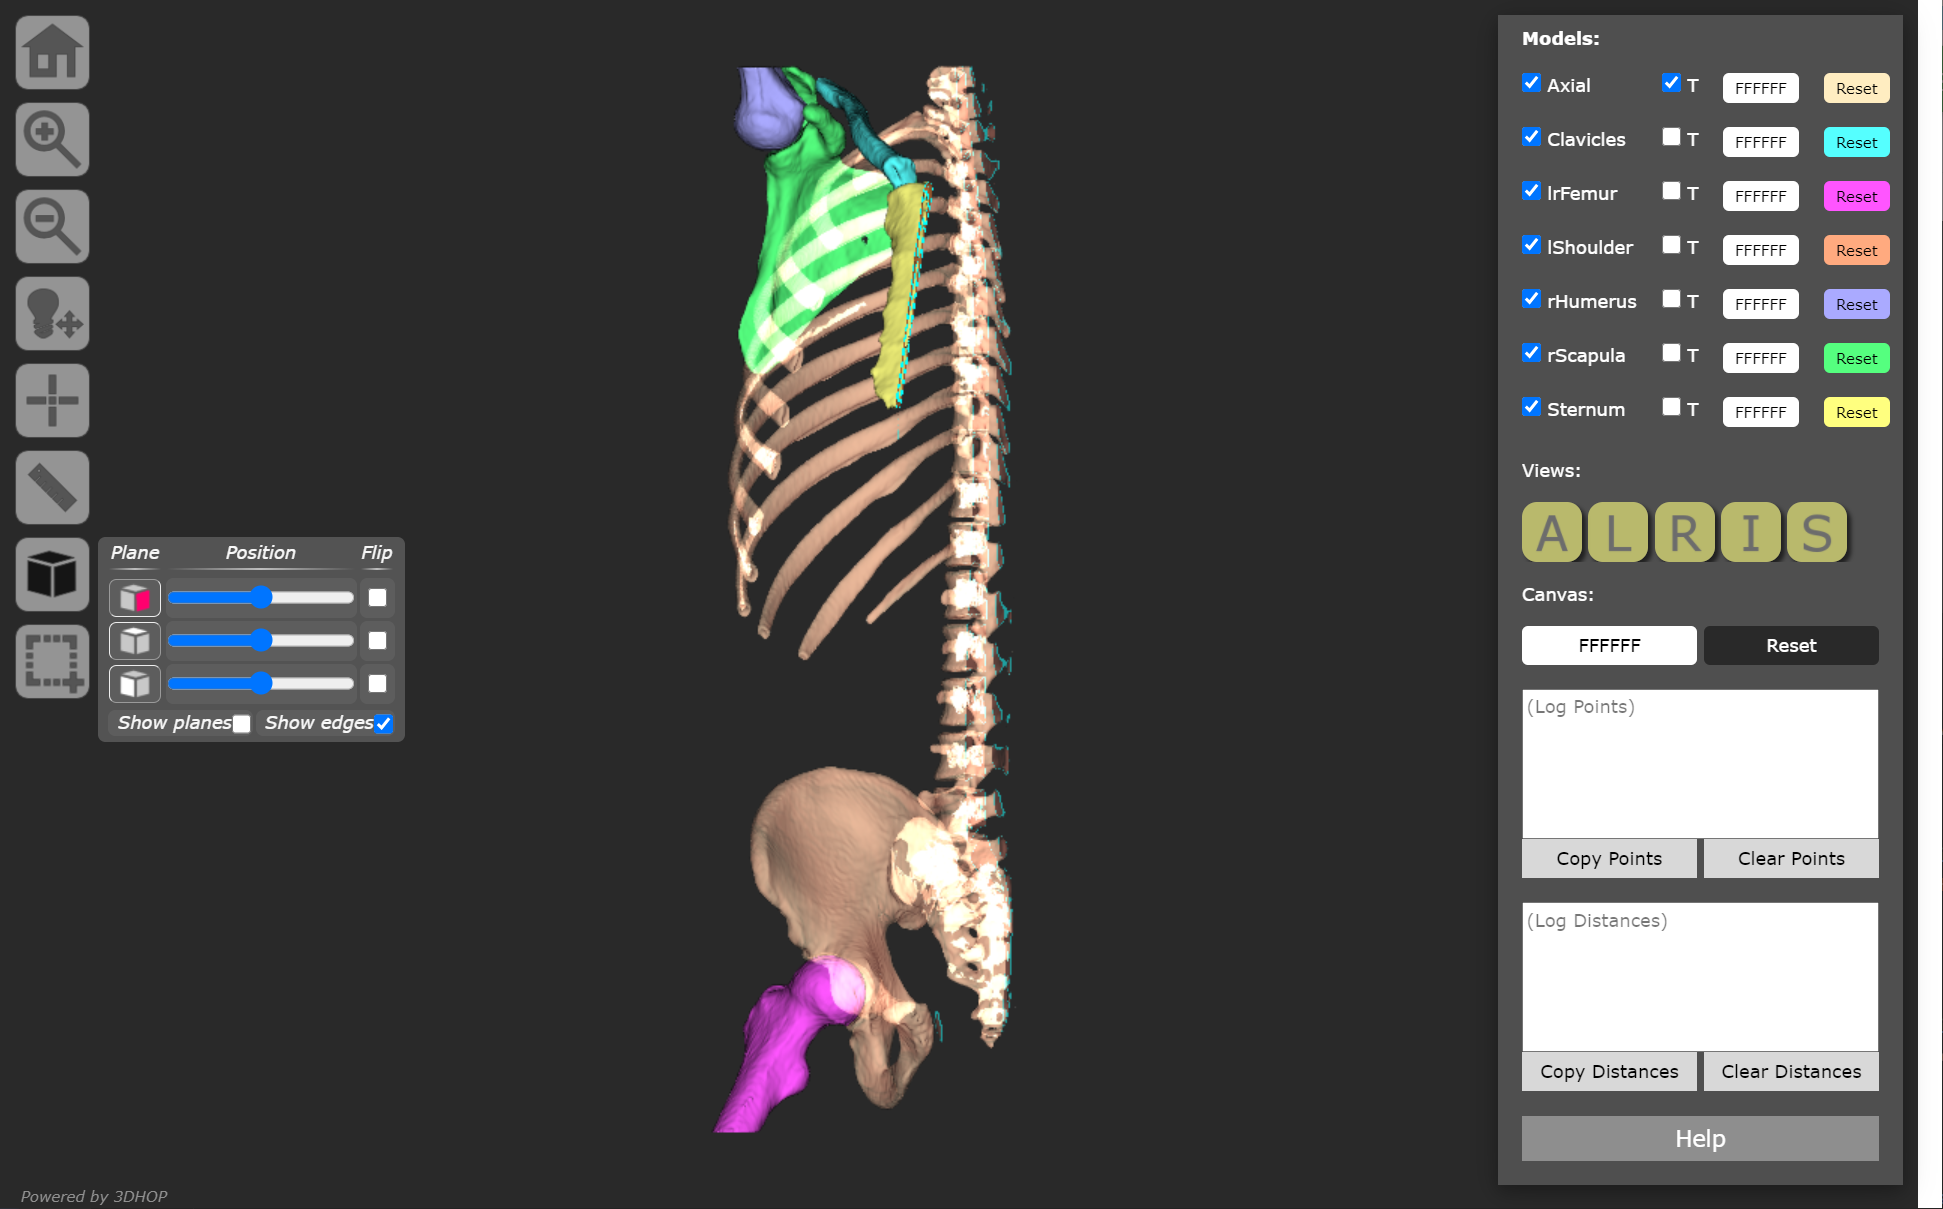 Models:
Axial T FFFFFF Reset
Clavicles T FFFFFF Reset
lrFemur T FFFFFF Reset
lShoulder T FFFFFF Reset
rHumerus T FFFFFF Reset
rScapula T FFFFFF Reset
Sternum T FFFFFF Reset
Views:
A L R I S
Canvas:
FFFFFF Reset
(Log Points)
Copy Points Clear Points
(Log Distances)
Copy Distances Clear Distances
Help
Plane Position Flip
Show planes Show edges
Powered by 3DHOP